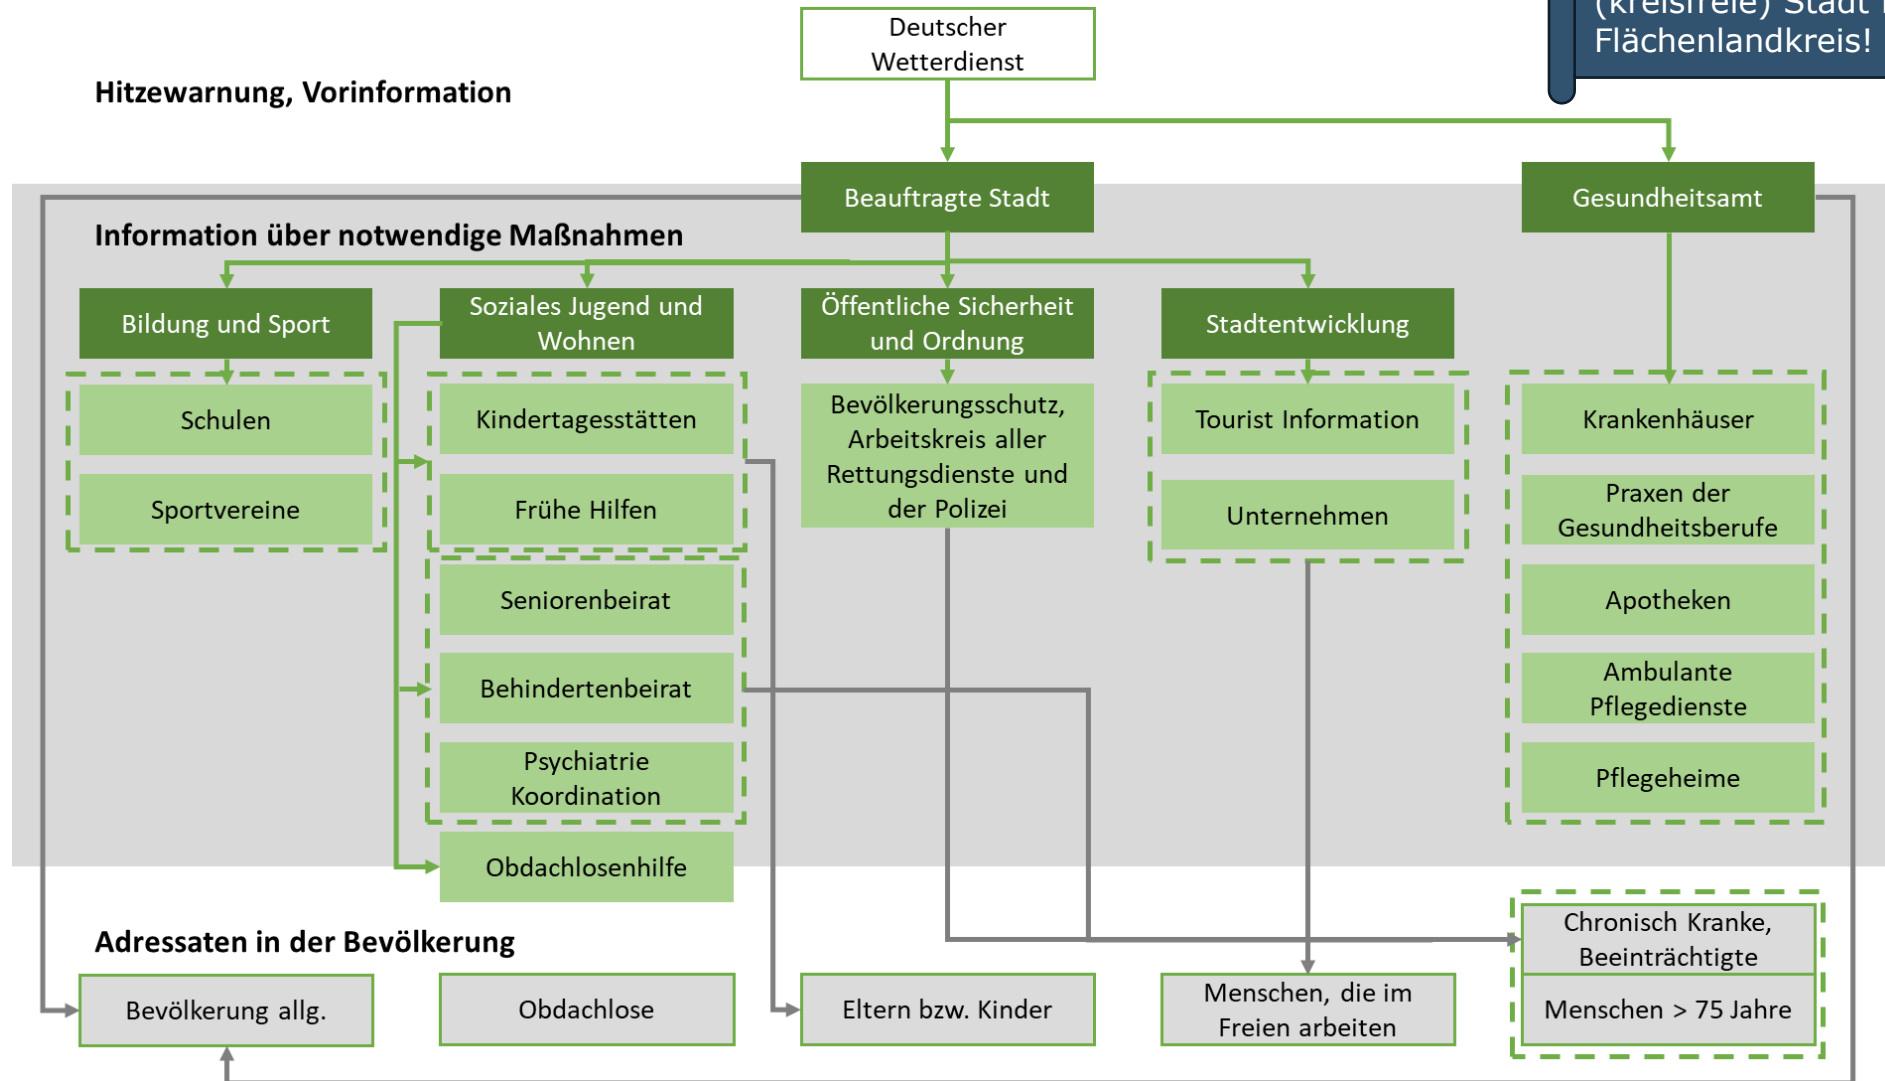 (kreisfreie) Stadt
Flächenlandkreis!
Deutscher
Wetterdienst
Hitzewarnung, Vorinformation
Beauftragte Stadt
Gesundheitsamt
Information über notwendige Maßnahmen
Bildung und Sport
Soziales Jugend und
Wohnen
Öffentliche Sicherheit
und Ordnung
Stadtentwicklung
Schulen
Sportvereine
Kindertagesstätten
Frühe Hilfen
Seniorenbeirat
Behindertenbeirat
Psychiatrie
Koordination
Obdachlosenhilfe
Bevölkerungsschutz,
Arbeitskreis aller
Rettungsdienste und
der Polizei
Tourist Information
Unternehmen
Krankenhäuser
Praxen der
Gesundheitsberufe
Apotheken
Ambulante
Pflegedienste
Pflegeheime
Adressaten in der Bevölkerung
Bevölkerung allg.
Obdachlose
Eltern bzw. Kinder
Menschen, die im
Freien arbeiten
Chronisch Kranke,
Beeinträchtigte
Menschen > 75 Jahre